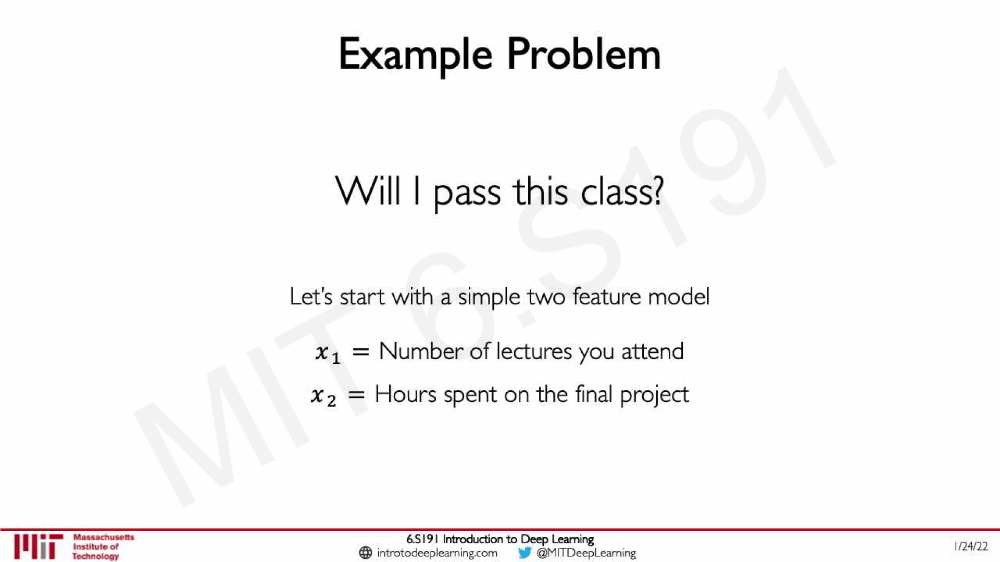 Example Problem
MIT 6.S191
Will I pass this class?
Let's start with a simple two feature model
x₁ = Number of lectures you attend
x₂ = Hours spent on the final project
Massachusetts
Institute of
Technology
6.S191 Introduction to Deep Learning
introtodeeplearning.com @MITDeepLearning
1/24/22